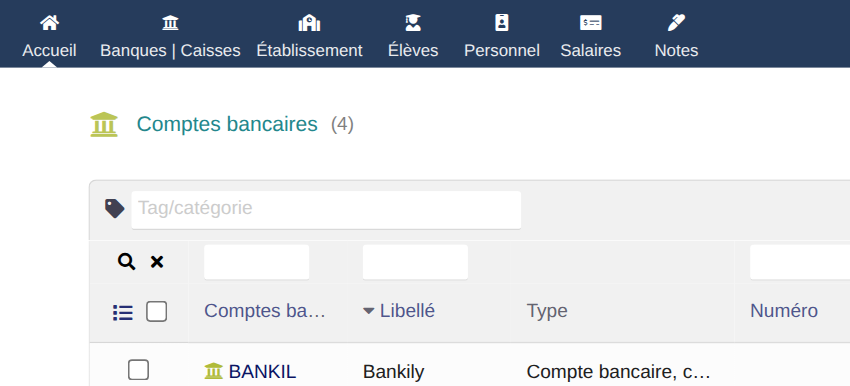 Accueil Banques | Caisses Établissement Élèves Personnel Salaires Notes
Comptes bancaires (4)
Tag/catégorie
Comptes ba… Libellé Type Numéro
BANKIL Bankily Compte bancaire, c…